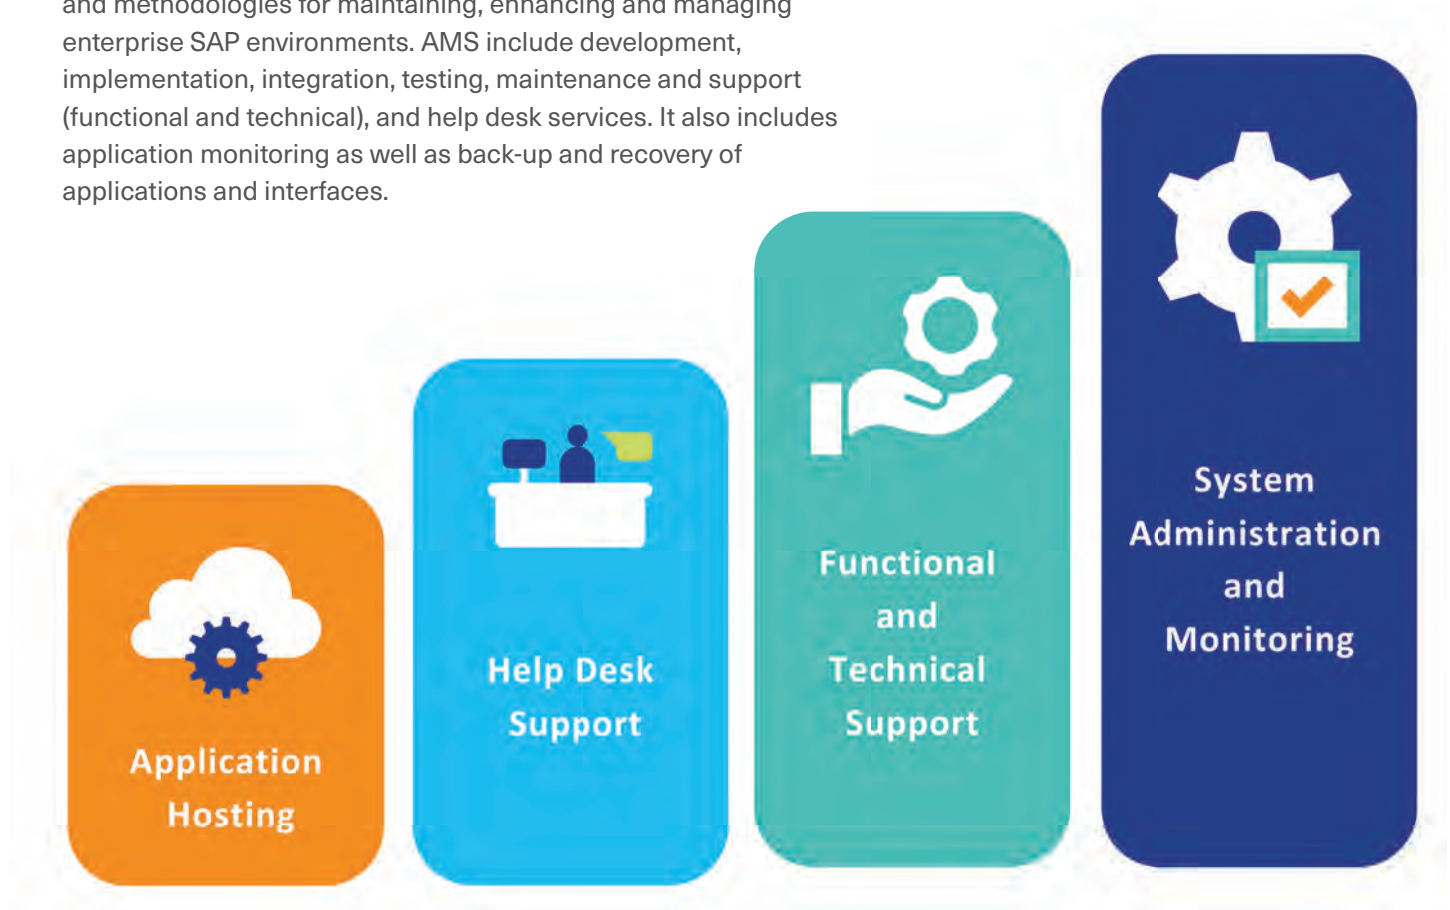 and methodologies for maintaining, enhancing and managing
enterprise SAP environments. AMS include development,
implementation, integration, testing, maintenance and support
(functional and technical), and help desk services. It also includes
application monitoring as well as back-up and recovery of
applications and interfaces.
Application
Hosting
Help Desk
Support
Functional
and
Technical
Support
System
Administration
and
Monitoring